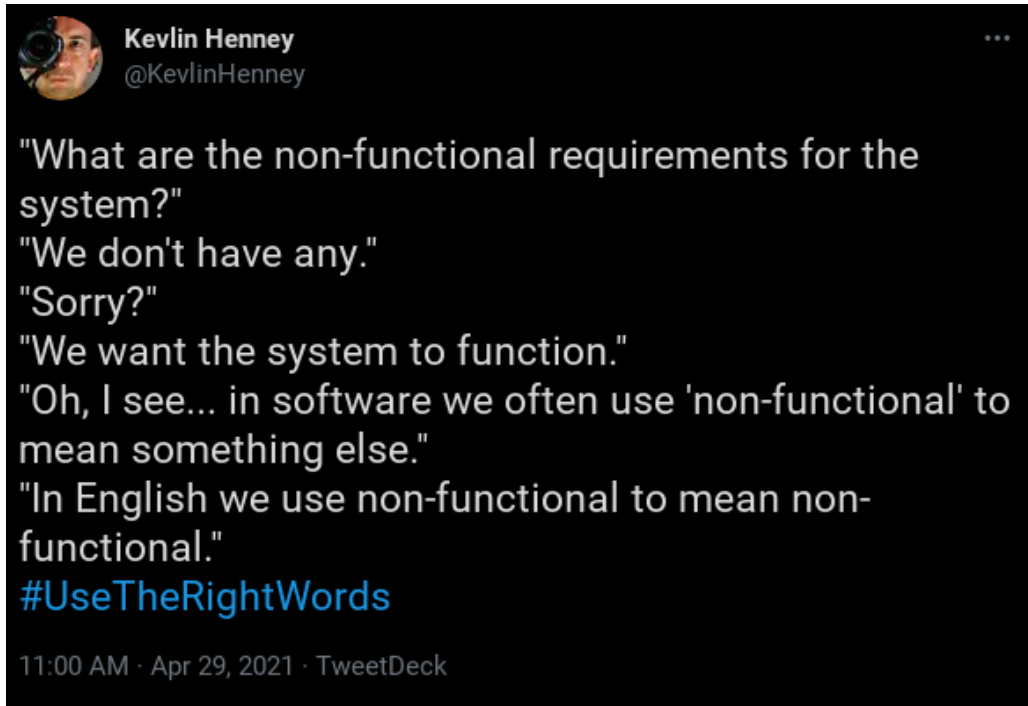 Kevlin Henney
@KevlinHenney
"What are the non-functional requirements for the
system?"
"We don't have any."
"Sorry?"
"We want the system to function."
"Oh, I see... in software we often use 'non-functional' to
mean something else."
"In English we use non-functional to mean non-
functional."
#UseTheRightWords
11:00 AM · Apr 29, 2021 · TweetDeck